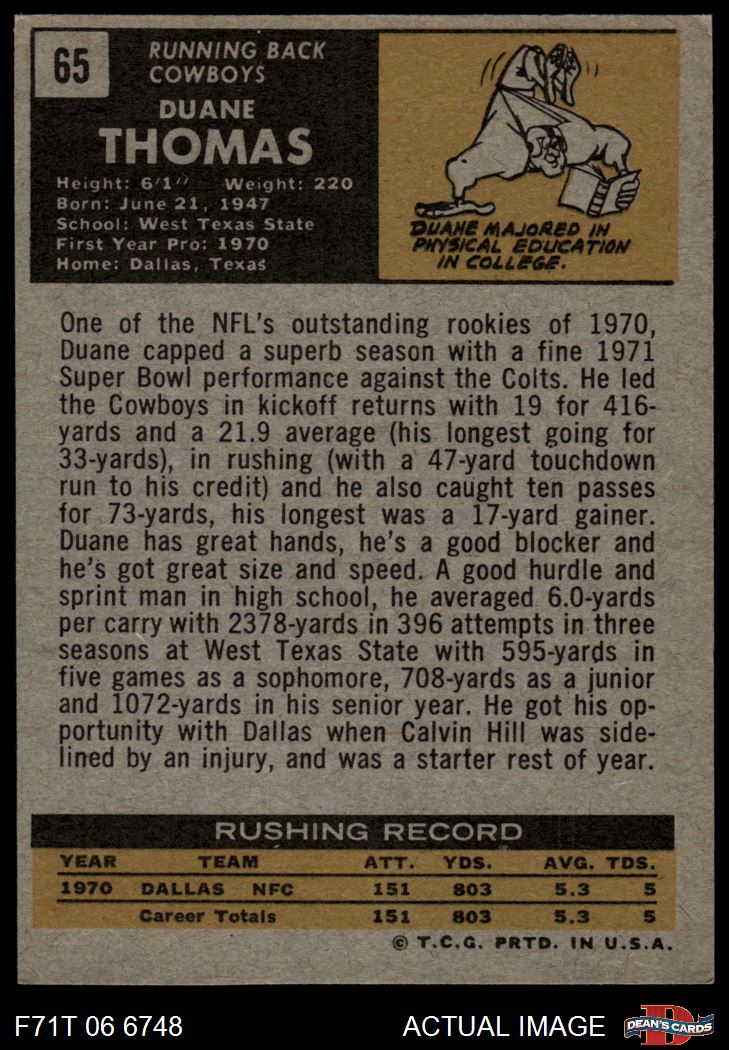 65
RUNNING BACK
COWBOYS
DUANE
THOMAS
Height: 6'1" Weight: 220
Born: June 21, 1947
School: West Texas State
First Year Pro: 1970
Home: Dallas, Texas
DUANE MAJORED IN
PHYSICAL EDUCATION
IN COLLEGE.
One of the NFL's outstanding rookies of 1970,
Duane capped a superb season with a fine 1971
Super Bowl performance against the Colts. He led
the Cowboys in kickoff returns with 19 for 416-
yards and a 21.9 average (his longest going for
33-yards), in rushing (with a 47-yard touchdown
run to his credit) and he also caught ten passes
for 73-yards, his longest was a 17-yard gainer.
Duane has great hands, he's a good blocker and
he's got great size and speed. A good hurdle and
sprint man in high school, he averaged 6.0-yards
per carry with 2378-yards in 396 attempts in three
seasons at West Texas State with 595-yards in
five games as a sophomore, 708-yards as a junior
and 1072-yards in his senior year. He got his op-
portunity with Dallas when Calvin Hill was side-
lined by an injury, and was a starter rest of year.
RUSHING RECORD
YEAR TEAM ATT. YDS. AVG. TDS.
1970 DALLAS NFC 151 803 5.3 5
Career Totals 151 803 5.3 5
© T.C.G. PRTD. IN U.S.A.
F71T 06 6748 ACTUAL IMAGE D DEAN'S CARDS